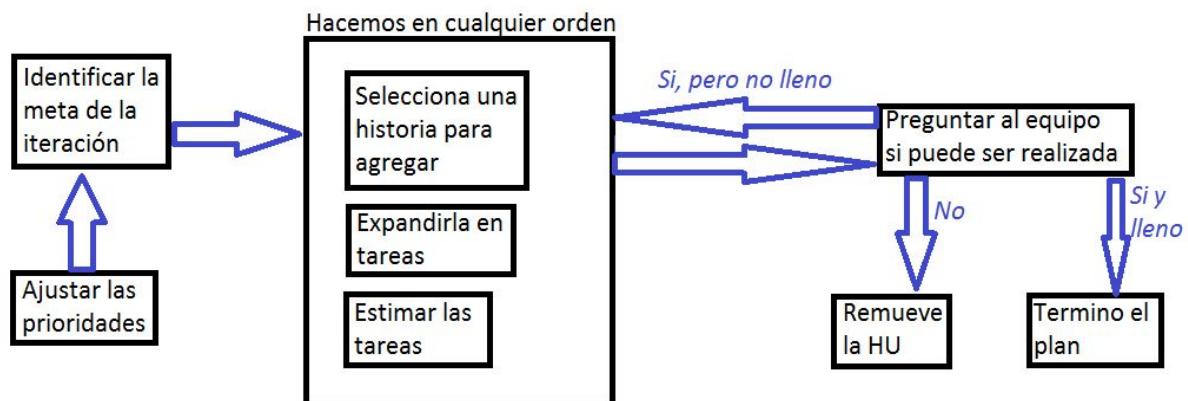 Hacemos en cualquier orden
Identificar la
meta de la
iteración
Ajustar las
prioridades
Selecciona una
historia para
agregar
Expandirla en
tareas
Estimar las
tareas
Si, pero no lleno
Preguntar al equipo
si puede ser realizada
No
Si y
lleno
Remueve
la HU
Termino el
plan